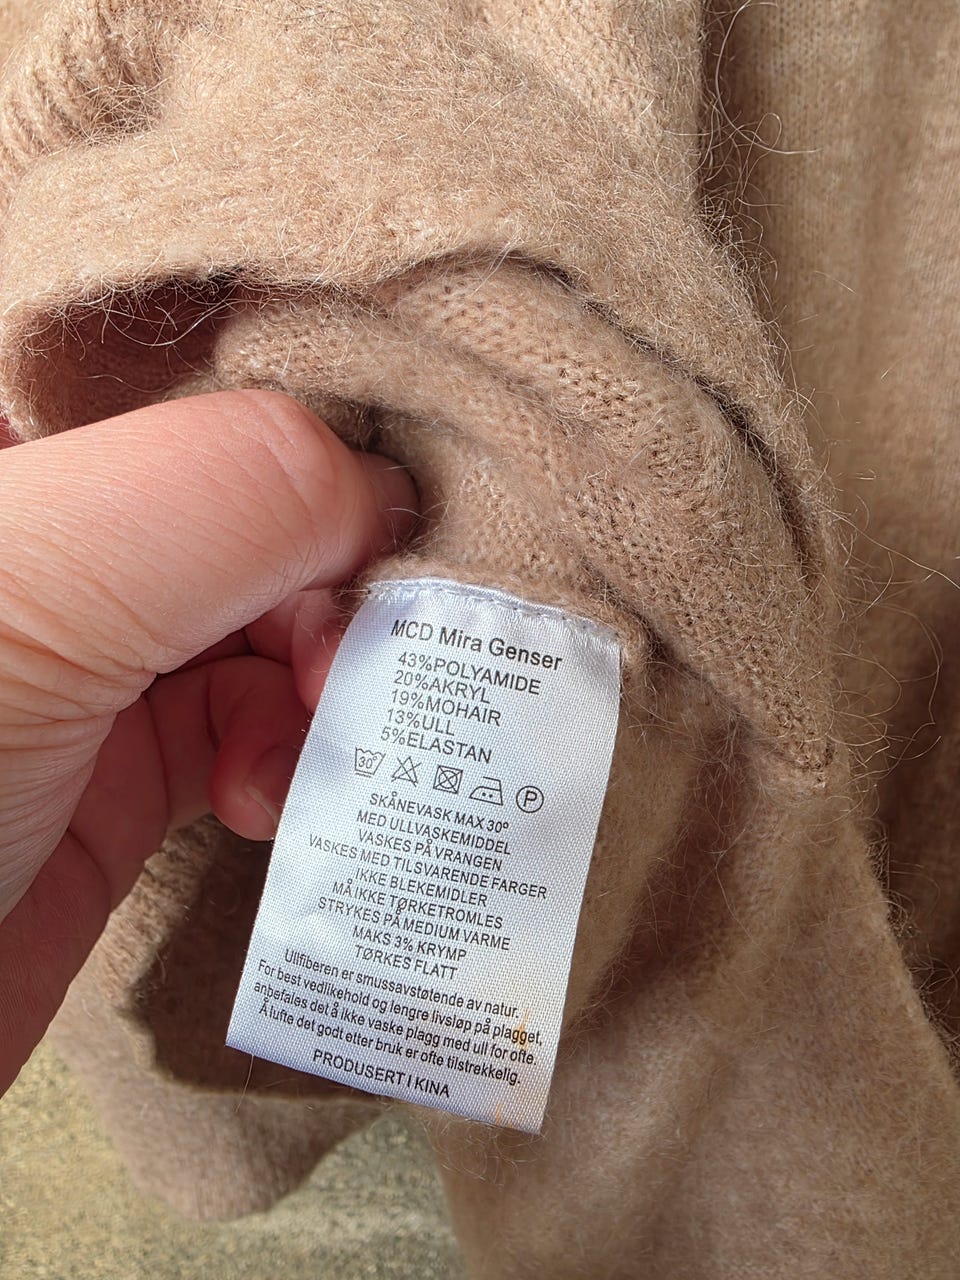 MCD Mira Genser
43%POLYAMIDE
20%AKRYL
19%MOHAIR
13%ULL
5%ELASTAN
30° P
SKÅNEVASK MAX 30°
MED ULLVASKEMIDDEL
VASKES PÅ VRANGEN
VASKES MED TILSVARENDE FARGER
IKKE BLEKEMIDLER
MÅ IKKE TØRKETROMLES
STRYKES PÅ MEDIUM VARME
MAKS 3% KRYMP
TØRKES FLATT
Ullfiberen er smussavstøtende av natur.
For best vedlikehold og lengre livsløp på plagget,
anbefales det å ikke vaske plagg med ull for ofte.
Å lufte det godt etter bruk er ofte tilstrekkelig.
PRODUSERT I KINA